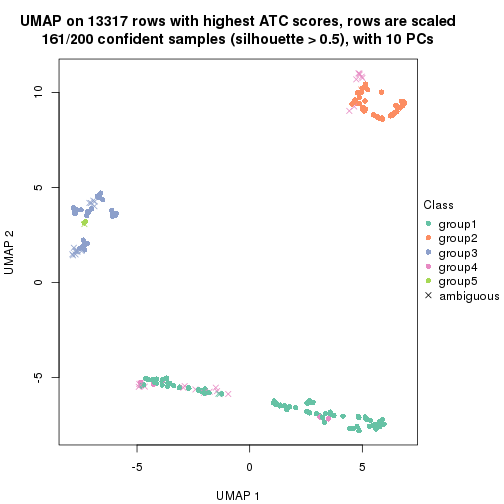 UMAP on 13317 rows with highest ATC scores, rows are scaled
161/200 confident samples (silhouette > 0.5), with 10 PCs
10
5
0
-5
UMAP 2
-5
0
5
UMAP 1
Class
group1
group2
group3
group4
group5
ambiguous